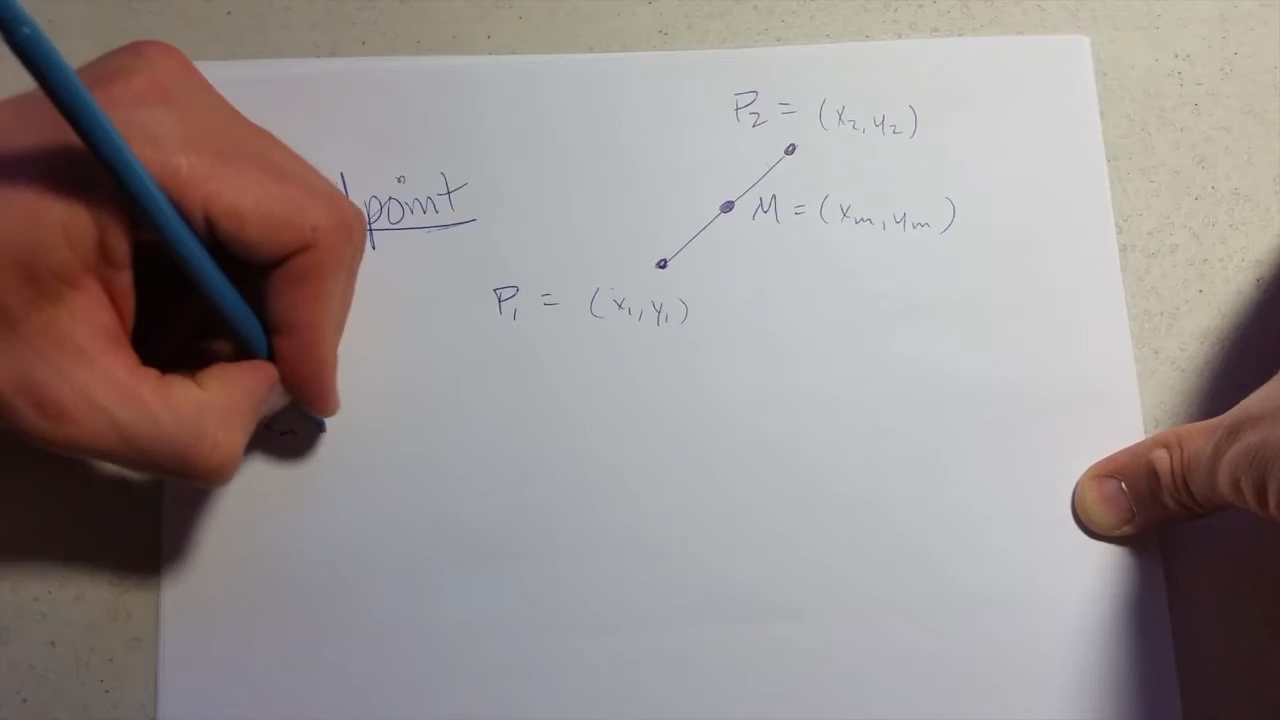 P₂ = (x₂, y₂)
point
M = (xₘ, yₘ)
P₁ = (x₁, y₁)